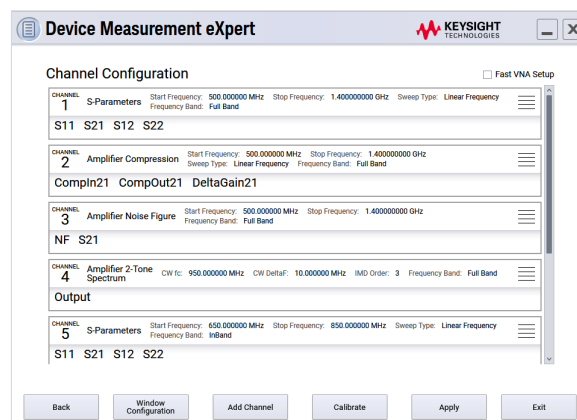 Device Measurement eXpert
KEYSIGHT
TECHNOLOGIES
Channel Configuration
Fast VNA Setup
CHANNEL
1
S-Parameters
Start Frequency: 500.000000 MHz Stop Frequency: 1.400000000 GHz Sweep Type: Linear Frequency
Frequency Band: Full Band
S11 S21 S12 S22
CHANNEL
2
Amplifier Compression
Start Frequency: 500.000000 MHz Stop Frequency: 1.400000000 GHz
Sweep Type: Linear Frequency Frequency Band: Full Band
CompIn21 CompOut21 DeltaGain21
CHANNEL
3
Amplifier Noise Figure
Start Frequency: 500.000000 MHz Stop Frequency: 1.400000000 GHz
Frequency Band: Full Band
NF S21
CHANNEL
4
Amplifier 2-Tone
Spectrum
CW fc: 950.000000 MHz CW DeltaF: 10.000000 MHz IMD Order: 3 Frequency Band: Full Band
Output
CHANNEL
5
S-Parameters
Start Frequency: 650.000000 MHz Stop Frequency: 850.000000 MHz Sweep Type: Linear Frequency
Frequency Band: InBand
S11 S21 S12 S22
Back
Window
Configuration
Add Channel
Calibrate
Apply
Exit